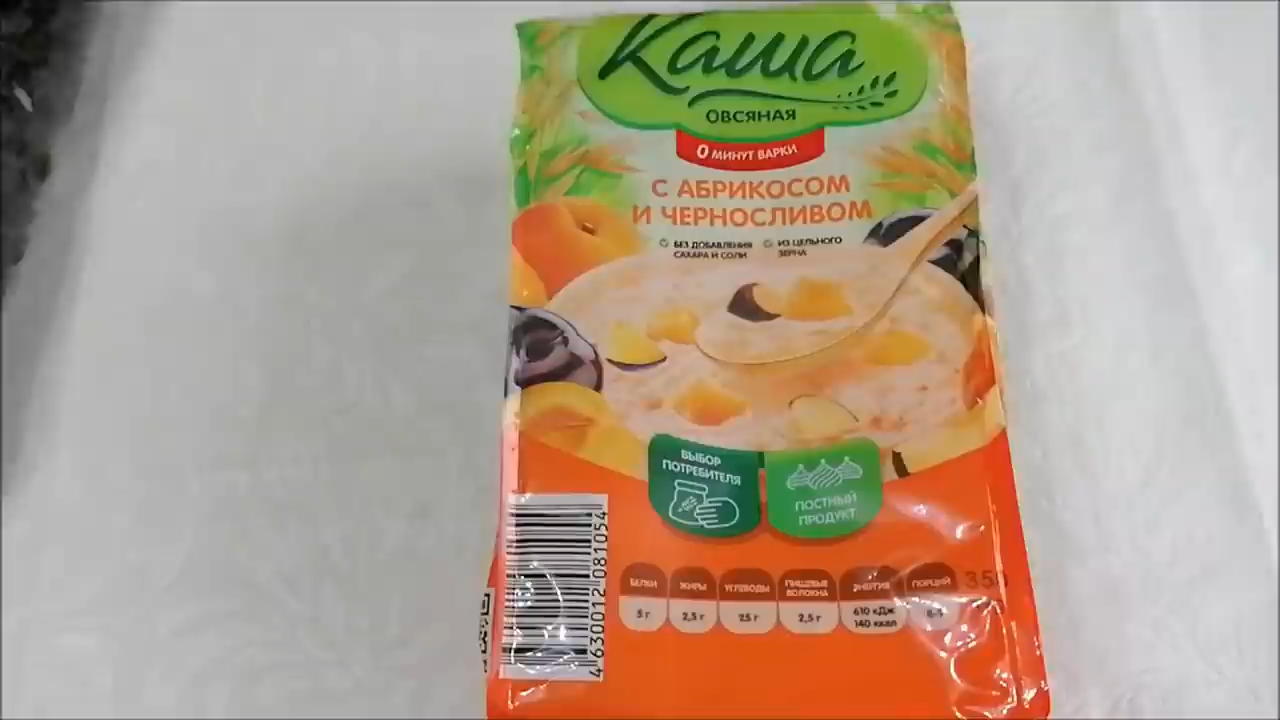 Каша
ОВСЯНАЯ
0 МИНУТ ВАРКИ
С АБРИКОСОМ
И ЧЕРНОСЛИВОМ
БЕЗ ДОБАВЛЕНИЯ
САХАРА И СОЛИ
ИЗ ЦЕЛЬНОГО
ЗЕРНА
ВЫБОР
ПОТРЕБИТЕЛЯ
ПОСТНЫЙ
ПРОДУКТ
БЕЛКИ
5 г
ЖИРЫ
2,5 г
УГЛЕВОДЫ
25 г
ПИЩЕВЫЕ
ВОЛОКНА
2,5 г
ЭНЕРГИЯ
610 кДж
140 ккал
ПОРЦИЙ
4 630012 081054